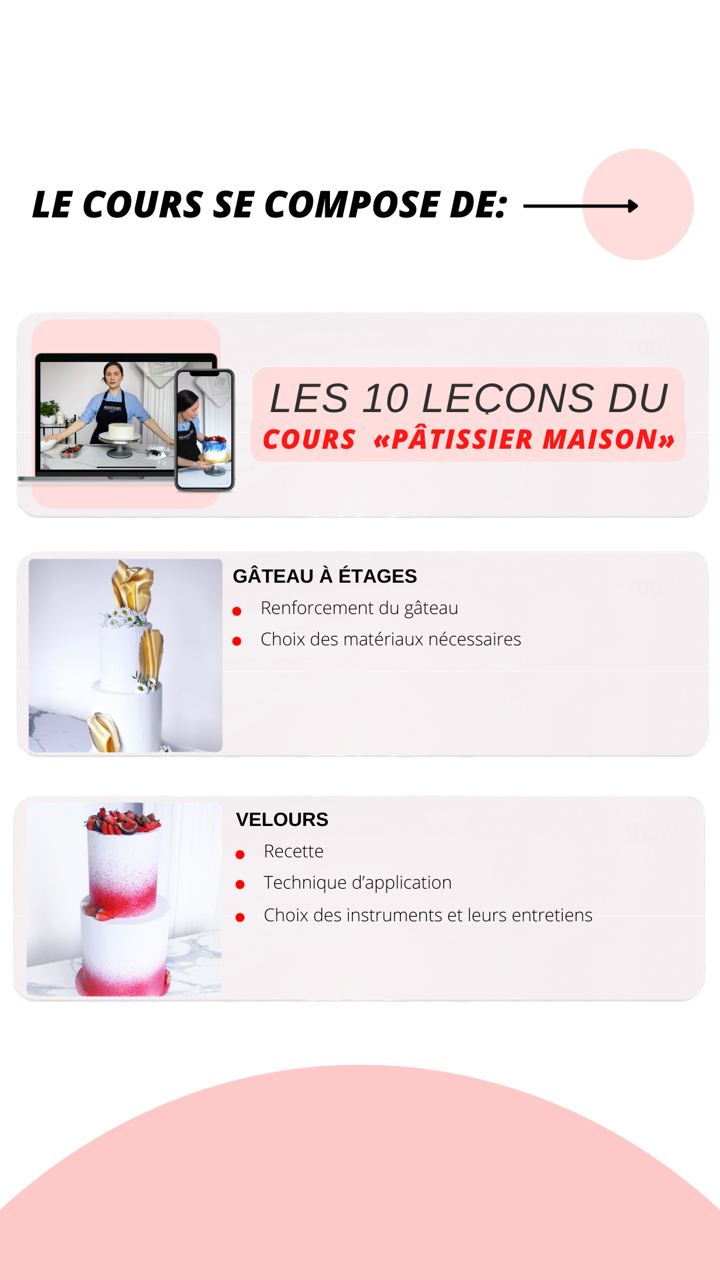 LE COURS SE COMPOSE DE:
LES 10 LEÇONS DU
COURS «PÂTISSIER MAISON»
GÂTEAU À ÉTAGES
Renforcement du gâteau
Choix des matériaux nécessaires
VELOURS
Recette
Technique d’application
Choix des instruments et leurs entretiens